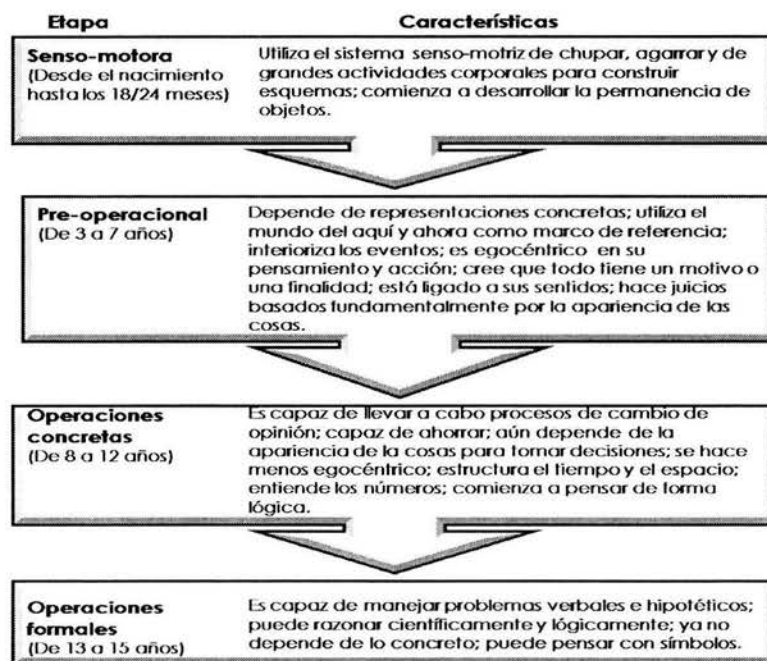 Etapa Características
Senso-motora
(Desde el nacimiento
hasta los 18/24 meses)
Utiliza el sistema senso-motriz de chupar, agarrar y de
grandes actividades corporales para construir
esquemas; comienza a desarrollar la permanencia de
objetos.
Pre-operacional
(De 3 a 7 años)
Depende de representaciones concretas; utiliza el
mundo del aquí y ahora como marco de referencia;
interioriza los eventos; es egocéntrico en su
pensamiento y acción; cree que todo tiene un motivo o
una finalidad; está ligado a sus sentidos; hace juicios
basados fundamentalmente por la apariencia de las
cosas.
Operaciones
concretas
(De 8 a 12 años)
Es capaz de llevar a cabo procesos de cambio de
opinión; capaz de ahorrar; aún depende de la
apariencia de la cosas para tomar decisiones; se hace
menos egocéntrico; estructura el tiempo y el espacio;
entiende los números; comienza a pensar de forma
lógica.
Operaciones
formales
(De 13 a 15 años)
Es capaz de manejar problemas verbales e hipotéticos;
puede razonar científicamente y lógicamente; ya no
depende de lo concreto; puede pensar con símbolos.